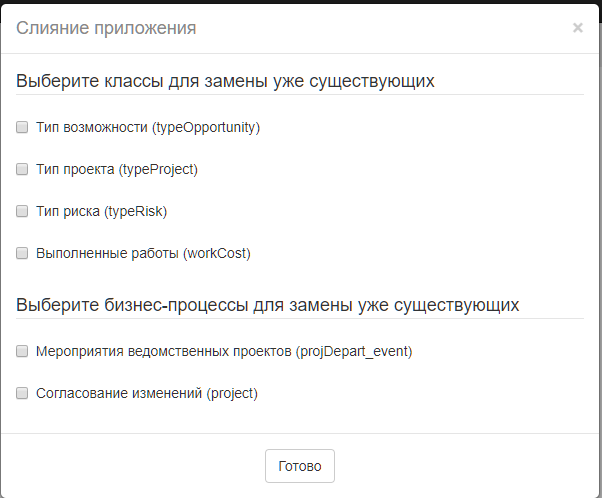 Слияние приложения
×
Выберите классы для замены уже существующих
Тип возможности (typeOpportunity)
Тип проекта (typeProject)
Тип риска (typeRisk)
Выполненные работы (workCost)
Выберите бизнес-процессы для замены уже существующих
Мероприятия ведомственных проектов (projDepart_event)
Согласование изменений (project)
Готово